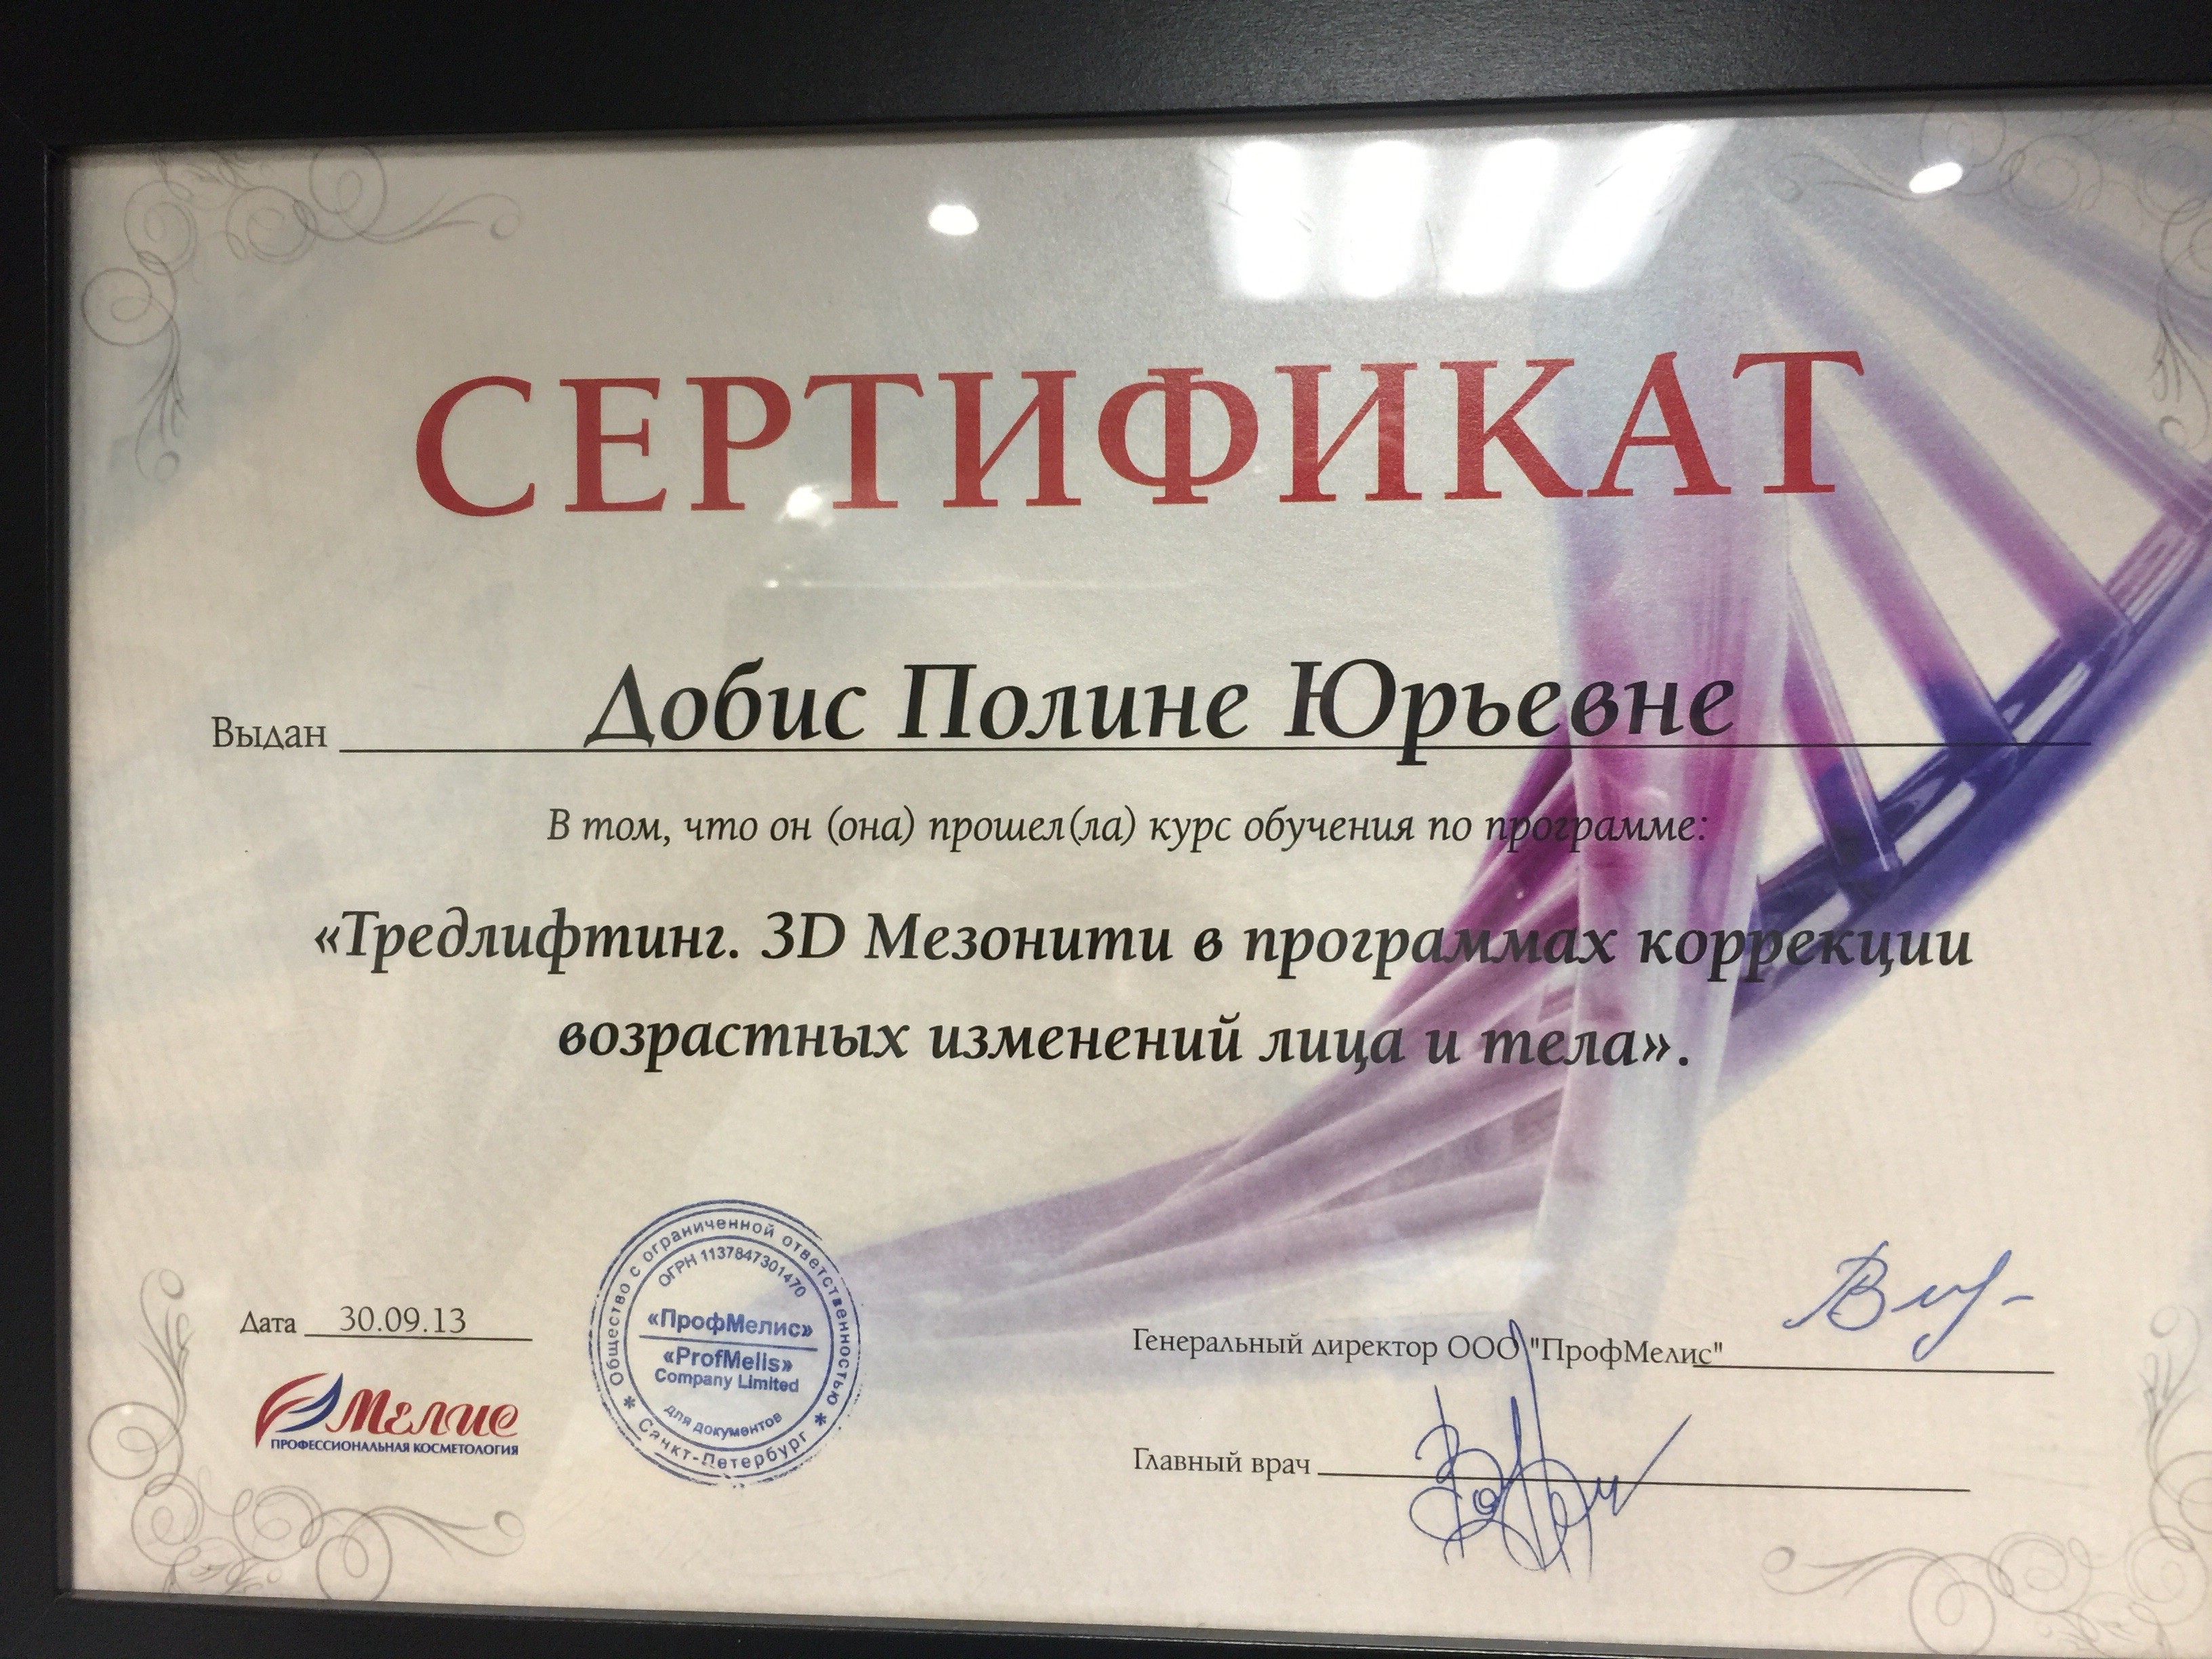 СЕРТИФИКАТ
Выдан Добис Полине Юрьевне
В том, что он (она) прошел(ла) курс обучения по программе:
«Тредлифтинг. 3D Мезонити в программах коррекции
возрастных изменений лица и тела».
Дата 30.09.13
Мелис
ПРОФЕССИОНАЛЬНАЯ КОСМЕТОЛОГИЯ
Общество с ограниченной ответственностью
ОГРН 1137847301470
«ПрофМелис»
«ProfMelis»
Company Limited
для документов
* Санкт-Петербург *
Генеральный директор ООО "ПрофМелис"
Главный врач